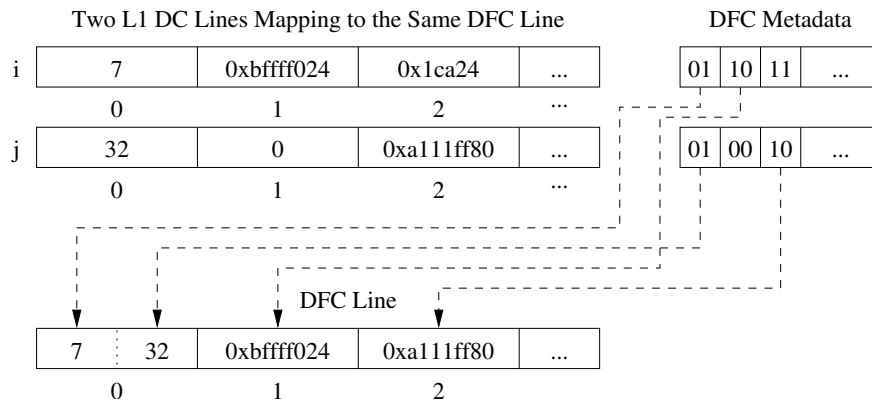 Two L1 DC Lines Mapping to the Same DFC Line DFC Metadata
i 7 0xbffff024 0x1ca24 ... 01 10 11 ...
0 1 2 ...
j 32 0 0xa111ff80 ... 01 00 10 ...
0 1 2 ...
DFC Line
7 32 0xbffff024 0xa111ff80 ...
0 1 2